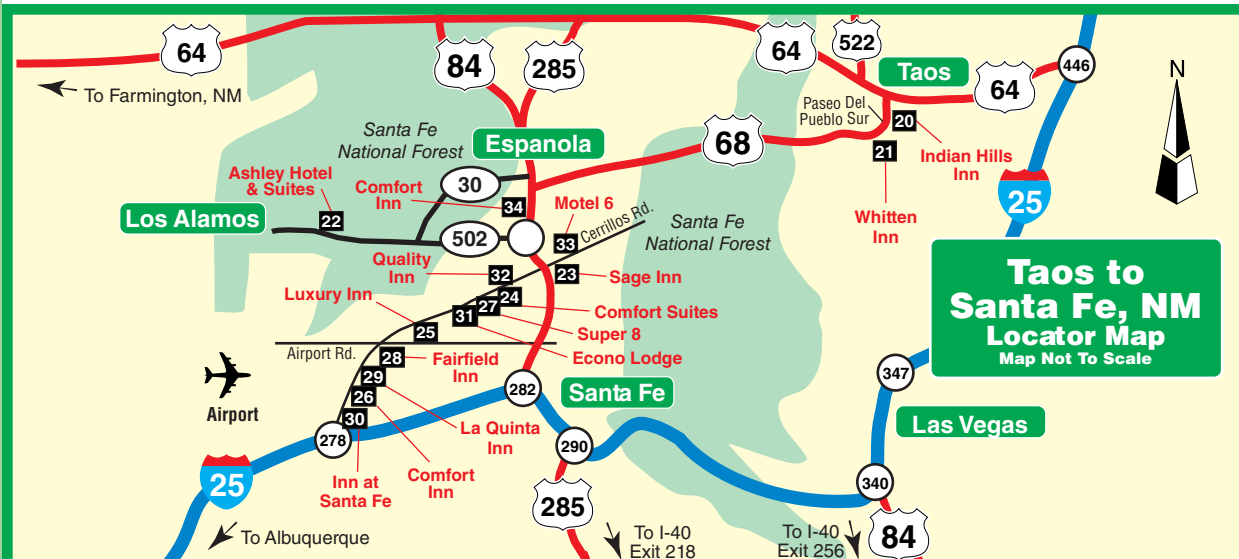 64
84
285
64
522
Taos
64
446
N
To Farmington, NM
Paseo Del
Pueblo Sur
20
Santa Fe
National Forest
Espanola
68
21
Indian Hills
Inn
Ashley Hotel
& Suites
Comfort
Inn
30
25
22
34
Motel 6
Los Alamos
Cerrillos Rd.
Santa Fe
National Forest
Whitten
Inn
502
33
Quality
Inn
32
23
Sage Inn
Taos to
Santa Fe, NM
Locator Map
Map Not To Scale
Luxury Inn
24
27
Comfort Suites
31
Super 8
25
Airport Rd.
28
Fairfield
Inn
Econo Lodge
29
347
Airport
26
282
Santa Fe
30
La Quinta
Inn
Las Vegas
278
290
25
Inn at
Santa Fe
Comfort
Inn
340
285
To Albuquerque
To I-40
Exit 218
To I-40
Exit 256
84